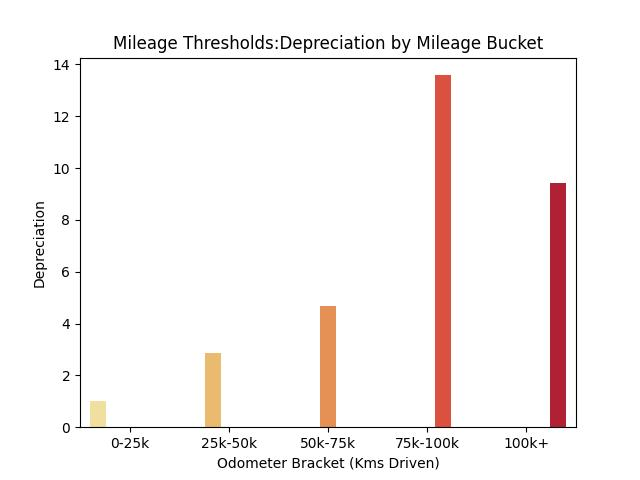 Mileage Thresholds:Depreciation by Mileage Bucket
14
12
10
8
6
4
2
0
Depreciation
0-25k 25k-50k 50k-75k 75k-100k 100k+
Odometer Bracket (Kms Driven)